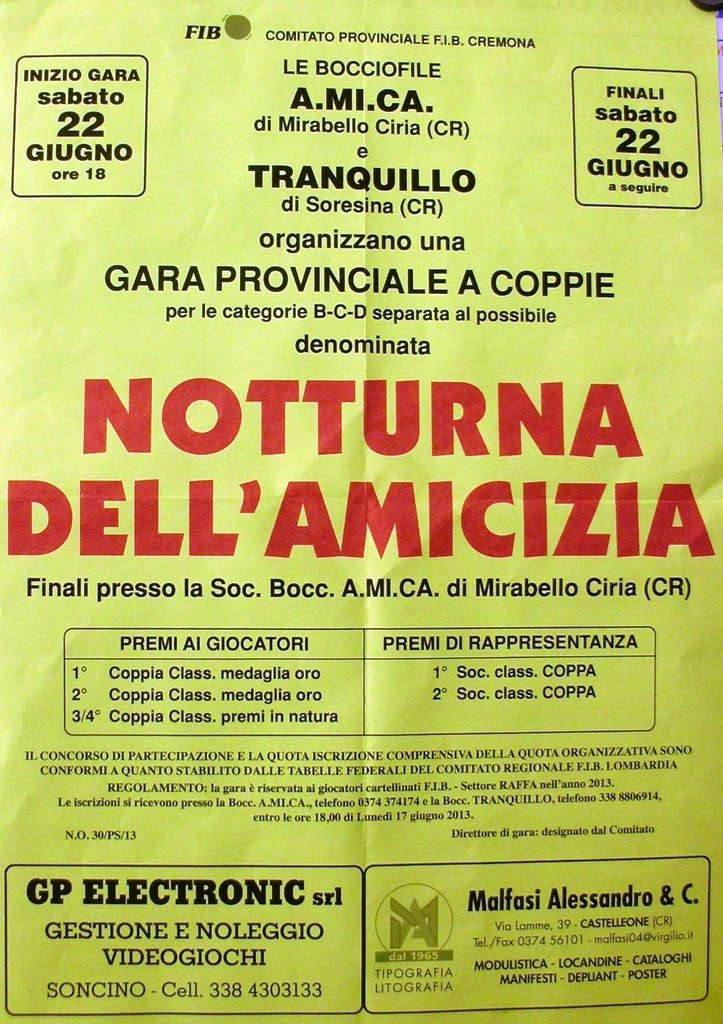 FIB
COMITATO PROVINCIALE F.I.B. CREMONA
INIZIO GARA
sabato
22
GIUGNO
ore 18
LE BOCCIOFILE
A.MI.CA.
di Mirabello Ciria (CR)
e
TRANQUILLO
di Soresina (CR)
FINALI
sabato
22
GIUGNO
a seguire
organizzano una
GARA PROVINCIALE A COPPIE
per le categorie B-C-D separata al possibile
denominata
NOTTURNA
DELL'AMICIZIA
Finali presso la Soc. Bocc. A.MI.CA. di Mirabello Ciria (CR)
PREMI AI GIOCATORI
1° Coppia Class. medaglia oro
2° Coppia Class. medaglia oro
3/4° Coppia Class. premi in natura
PREMI DI RAPPRESENTANZA
1° Soc. class. COPPA
2° Soc. class. COPPA
IL CONCORSO DI PARTECIPAZIONE E LA QUOTA ISCRIZIONE COMPRENSIVA DELLA QUOTA ORGANIZZATIVA SONO
CONFORMI A QUANTO STABILITO DALLE TABELLE FEDERALI DEL COMITATO REGIONALE F.I.B. LOMBARDIA
REGOLAMENTO: la gara è riservata ai giocatori cartellinati F.I.B. - Settore RAFFA nell'anno 2013.
Le iscrizioni si ricevono presso la Bocc. A.MI.CA., telefono 0374 374174 e la Bocc. TRANQUILLO, telefono 338 8806914,
entro le ore 18,00 di Lunedì 17 giugno 2013.
N.O. 30/PS/13
Direttore di gara: designato dal Comitato
GP ELECTRONIC srl
GESTIONE E NOLEGGIO
VIDEOGIOCHI
SONCINO - Cell. 338 4303133
dal 1965
TIPOGRAFIA
LITOGRAFIA
Malfasi Alessandro & C.
Via Lamme, 39 - CASTELLEONE (CR)
Tel./Fax 0374 56101 - malfasi04@virgilio.it
MODULISTICA - LOCANDINE - CATALOGHI
MANIFESTI - DEPLIANT - POSTER